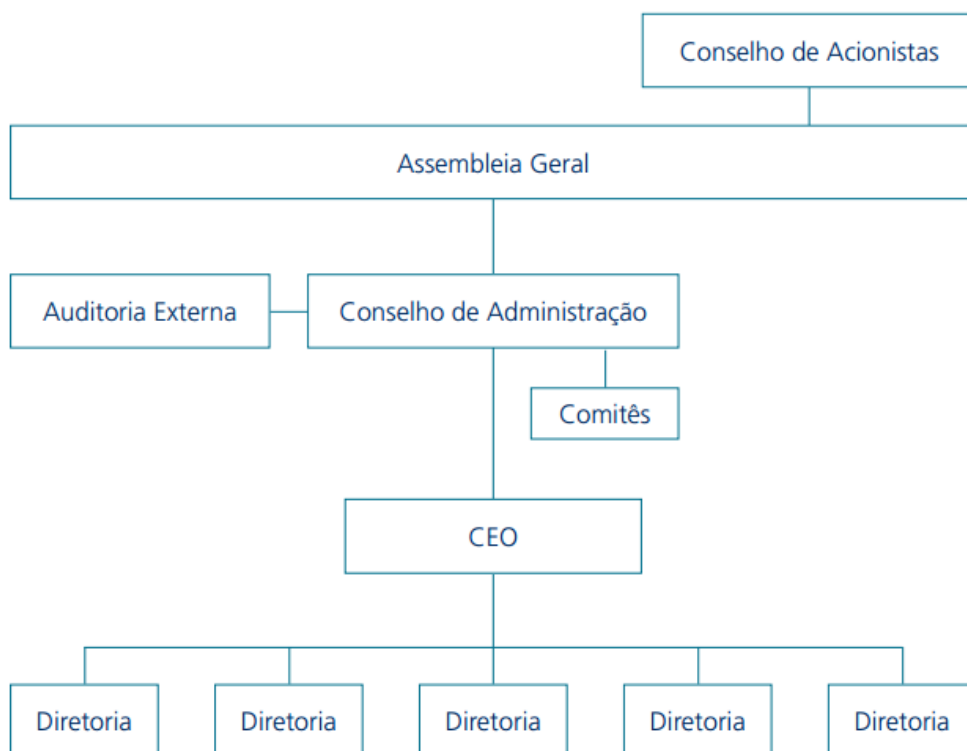 Conselho de Acionistas
Assembleia Geral
Auditoria Externa
Conselho de Administração
Comitês
CEO
Diretoria
Diretoria
Diretoria
Diretoria
Diretoria